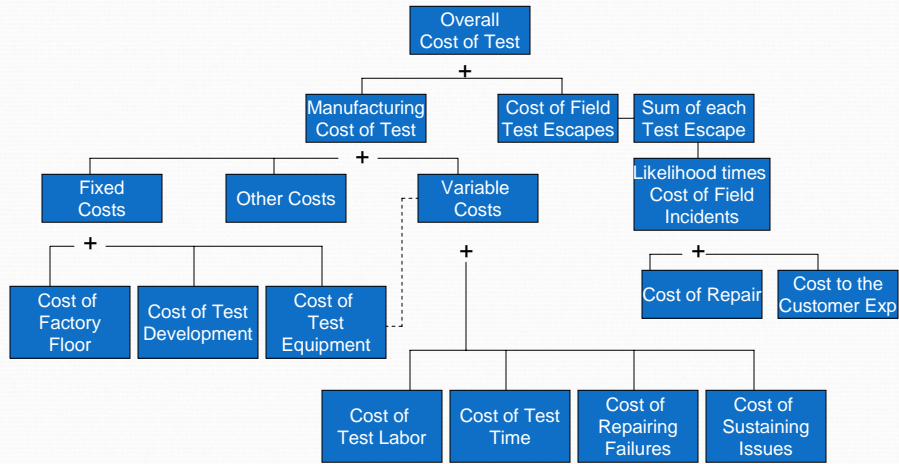 Overall
Cost of Test
+
Manufacturing
Cost of Test
Cost of Field
Test Escapes
Sum of each
Test Escape
+
Fixed
Costs
Other Costs
Variable
Costs
Likelihood times
Cost of Field
Incidents
+
+
+
Cost of
Factory
Floor
Cost of Test
Development
Cost of
Test
Equipment
Cost of Repair
Cost to the
Customer Exp
Cost of
Test Labor
Cost of Test
Time
Cost of
Repairing
Failures
Cost of
Sustaining
Issues